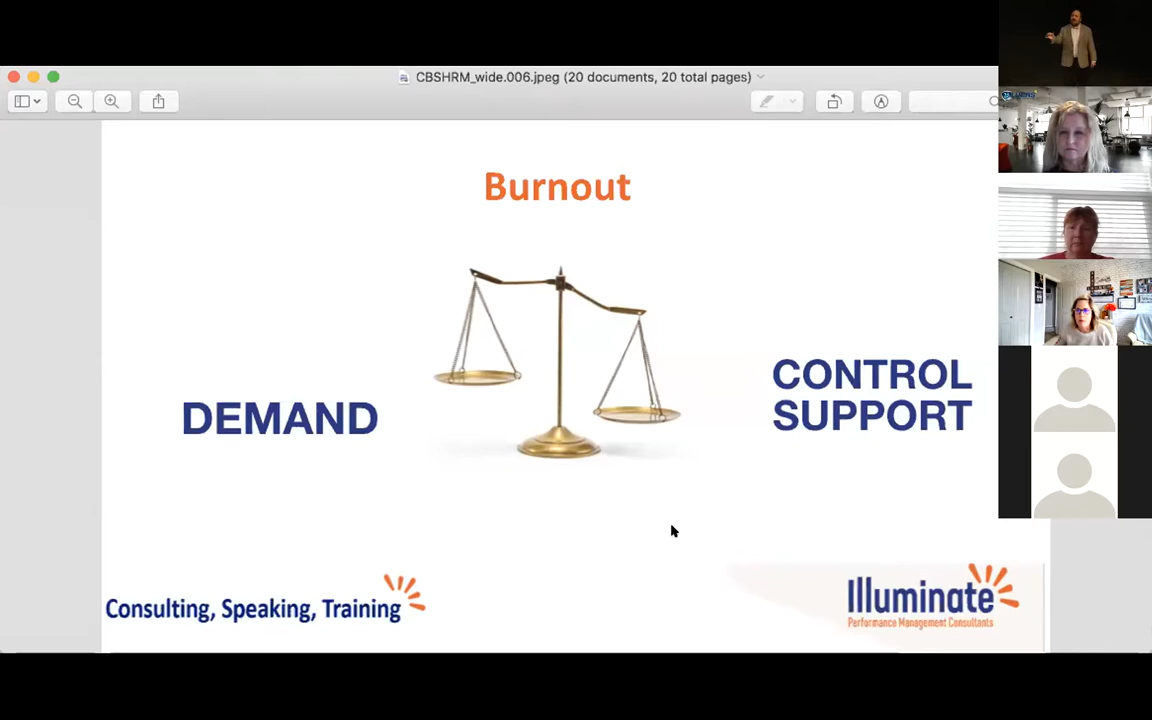 CBSHRM_wide.006.jpeg (20 documents, 20 total pages)
Burnout
DEMAND
CONTROL
SUPPORT
Consulting, Speaking, Training
Illuminate
Performance Management Consultants